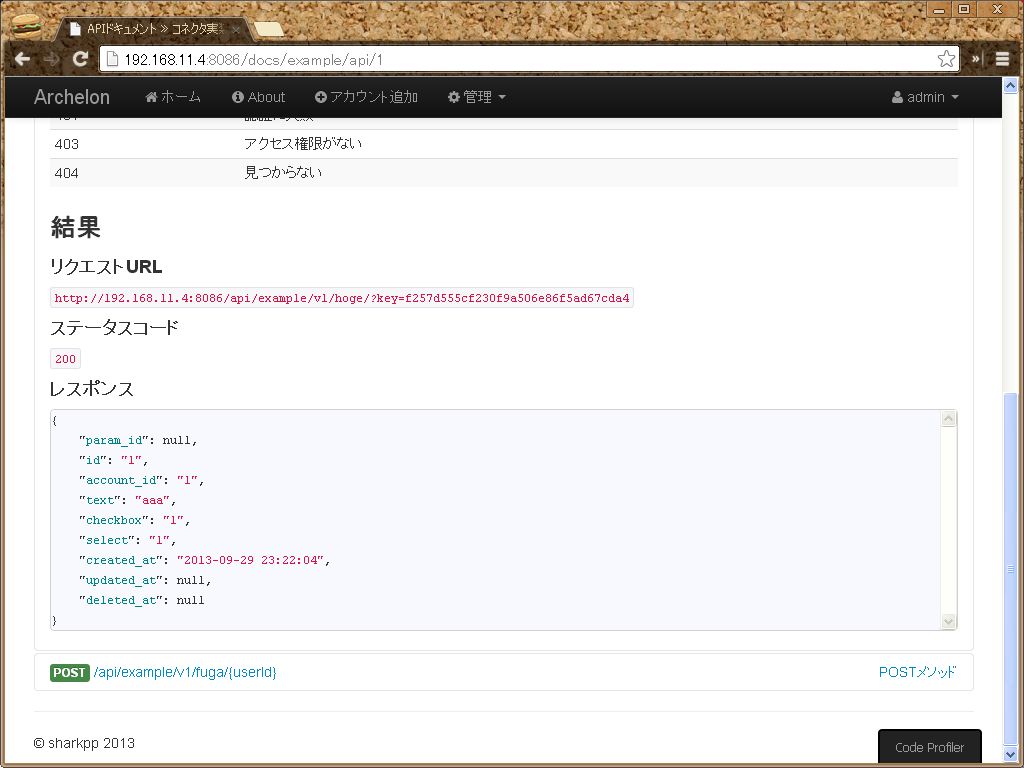 APIドキュメント » コネクタ実
192.168.11.4:8086/docs/example/api/1
Archelon ホーム About アカウント追加 管理 admin
403 アクセス権限がない
404 見つからない
結果
リクエストURL
http://192.168.11.4:8086/api/example/v1/hoge/?key=f257d555cf230f9a506e86f5ad67cda4
ステータスコード
200
レスポンス
{
"param_id": null,
"id": "1",
"account_id": "1",
"text": "aaa",
"checkbox": "1",
"select": "1",
"created_at": "2013-09-29 23:22:04",
"updated_at": null,
"deleted_at": null
}
POST /api/example/v1/fuga/{userId} POSTメソッド
© sharkpp 2013
Code Profiler